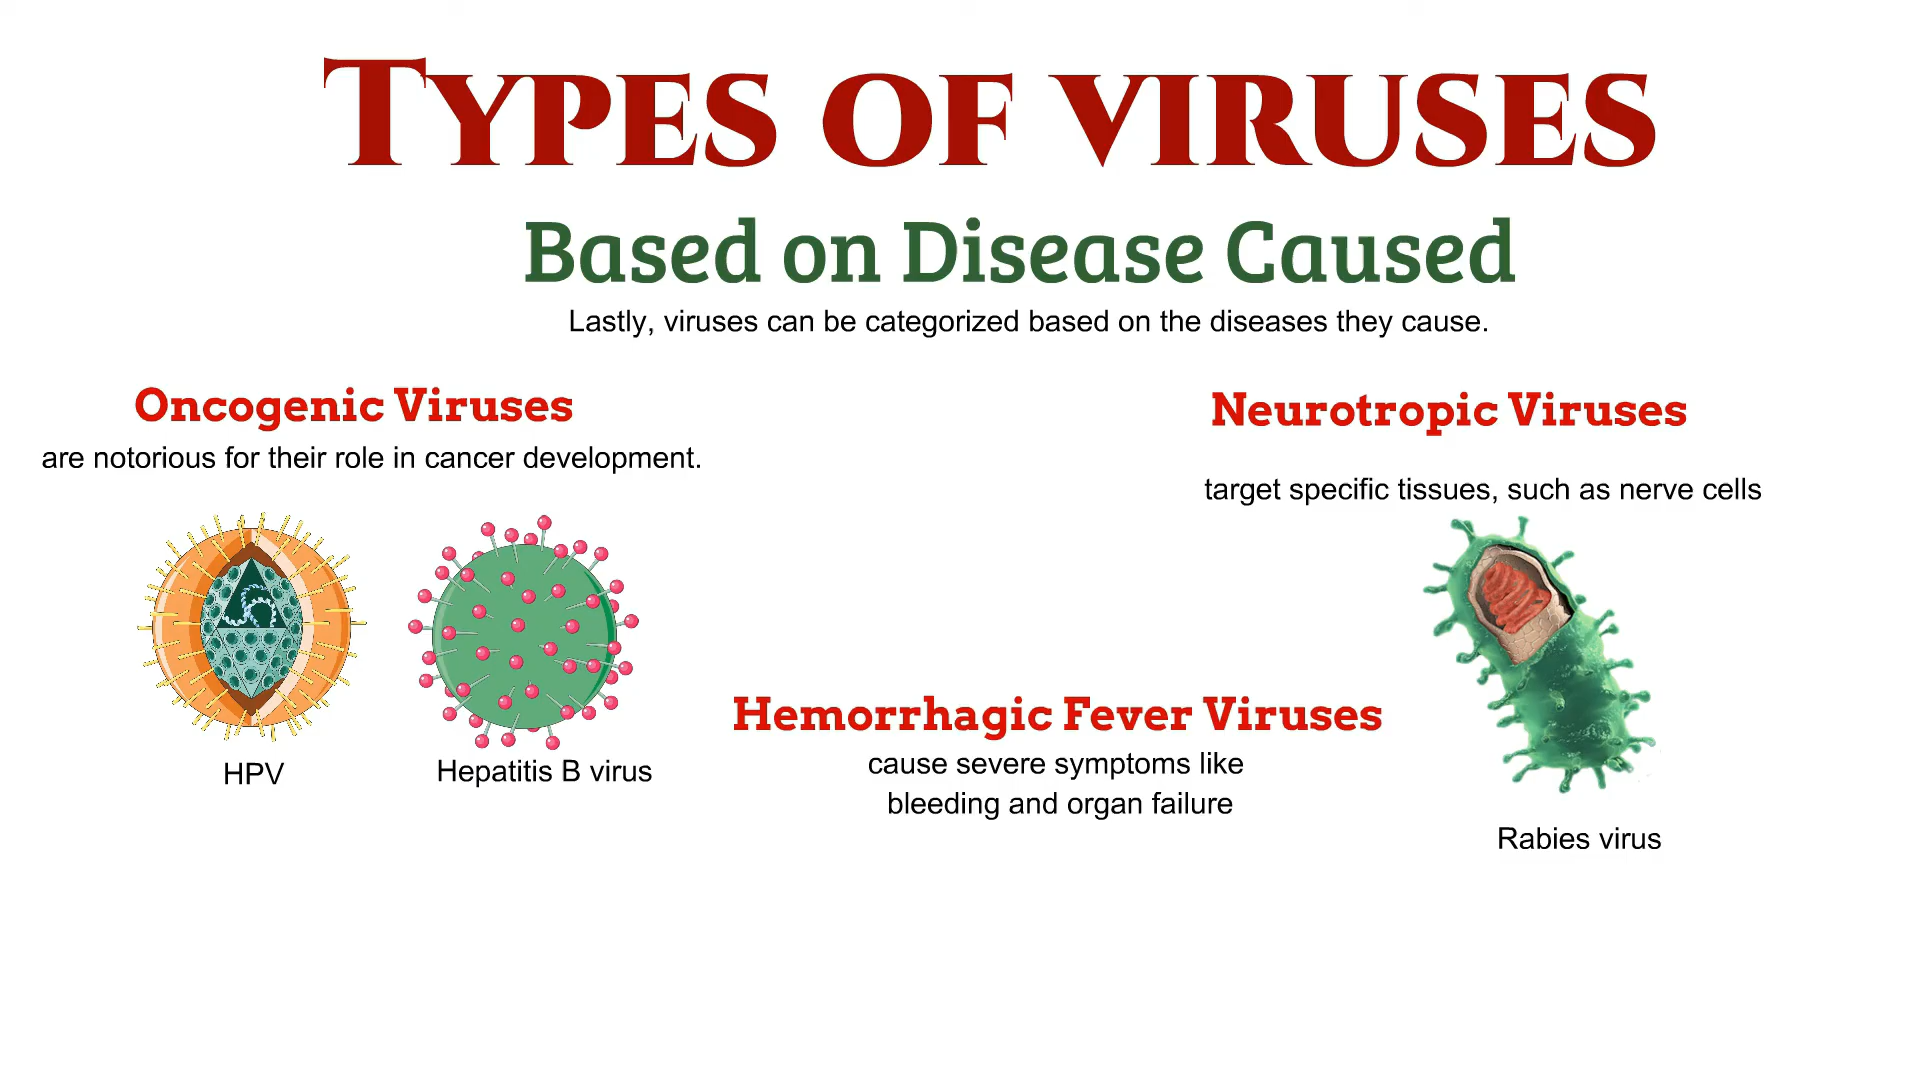 Types of viruses
Based on Disease Caused
Lastly, viruses can be categorized based on the diseases they cause.
Oncogenic Viruses
are notorious for their role in cancer development.
HPV
Hepatitis B virus
Hemorrhagic Fever Viruses
cause severe symptoms like
bleeding and organ failure
Neurotropic Viruses
target specific tissues, such as nerve cells
Rabies virus